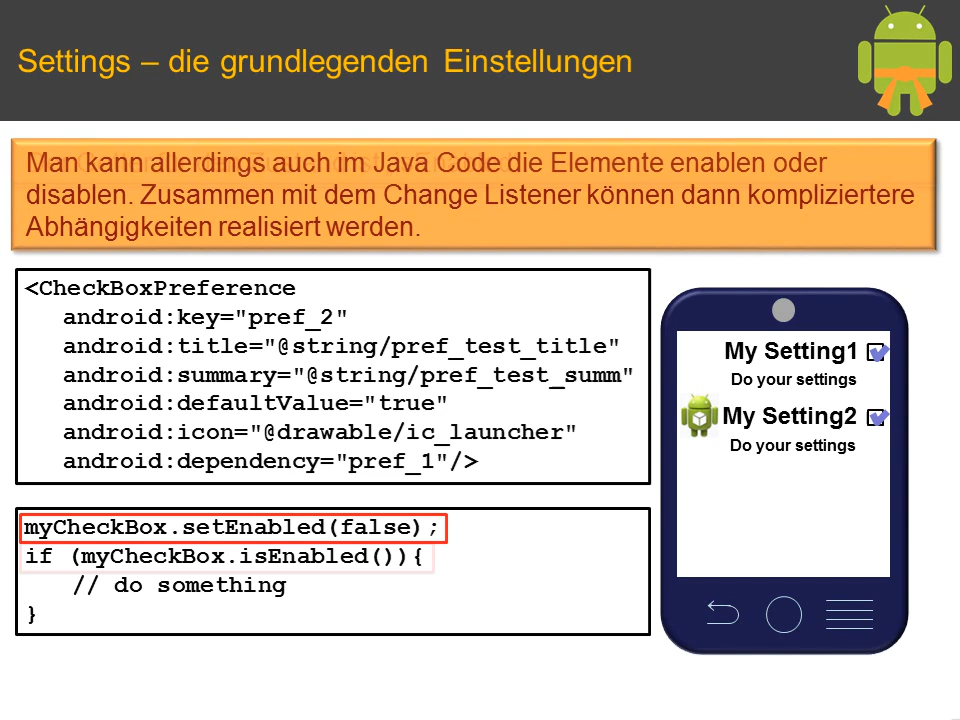 Settings – die grundlegenden Einstellungen
Man kann allerdings auch im Java Code die Elemente enablen oder
disablen. Zusammen mit dem Change Listener können dann kompliziertere
Abhängigkeiten realisiert werden.
<CheckBoxPreference
android:key="pref_2"
android:title="@string/pref_test_title"
android:summary="@string/pref_test_summ"
android:defaultValue="true"
android:icon="@drawable/ic_launcher"
android:dependency="pref_1"/>
myCheckBox.setEnabled(false);
if (myCheckBox.isEnabled()){
// do something
}
My Setting1
Do your settings
My Setting2
Do your settings